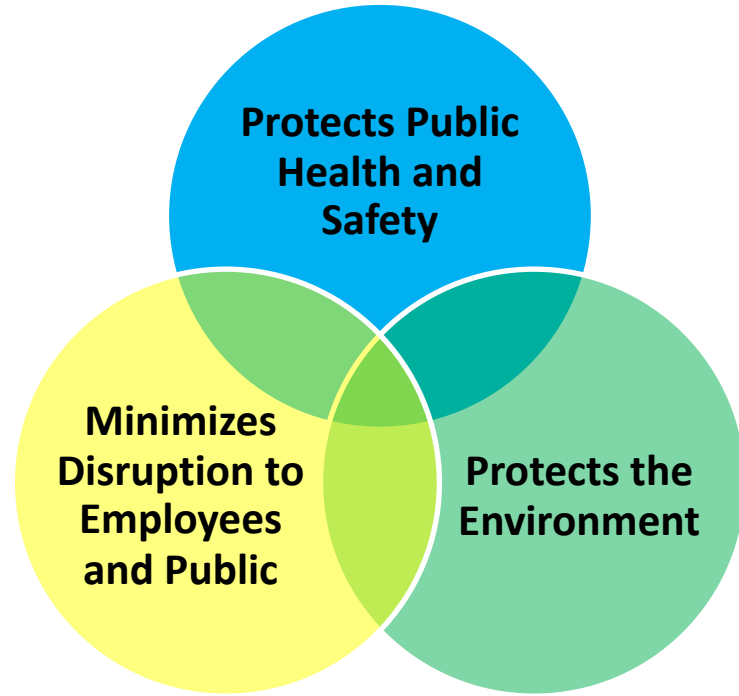 Protects Public
Health and
Safety
Minimizes
Disruption to
Employees
and Public
Protects the
Environment